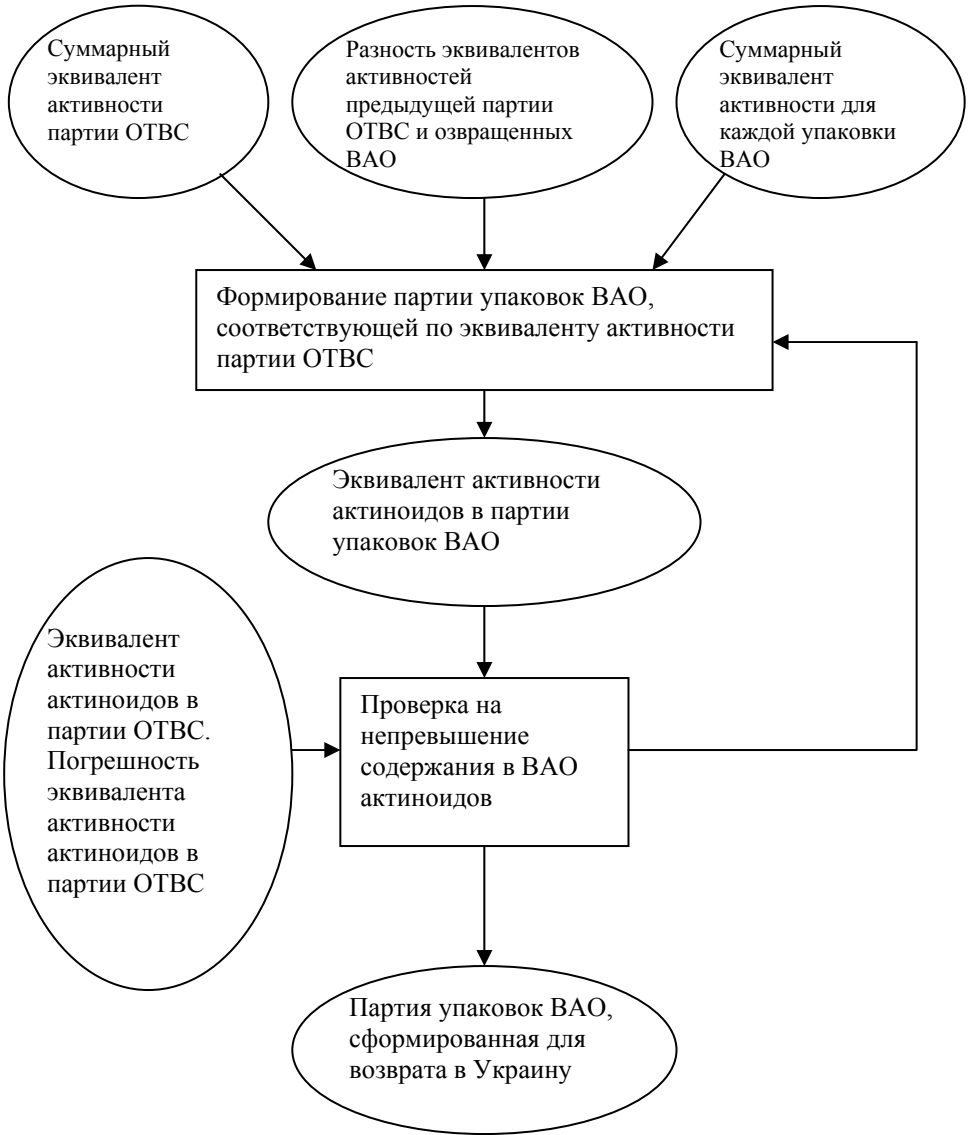 Суммарный
эквивалент
активности
партии ОТВС
Разность эквивалентов
активностей
предыдущей партии
ОТВС и озвращенных
ВАО
Суммарный
эквивалент
активности для
каждой упаковки
ВАО
Формирование партии упаковок ВАО,
соответствующей по эквиваленту активности
партии ОТВС
Эквивалент активности
актиноидов в партии
упаковок ВАО
Эквивалент
активности
актиноидов в
партии ОТВС.
Погрешность
эквивалента
активности
актиноидов в
партии ОТВС
Проверка на
непревышение
содержания в ВАО
актиноидов
Партия упаковок ВАО,
сформированная для
возврата в Украину